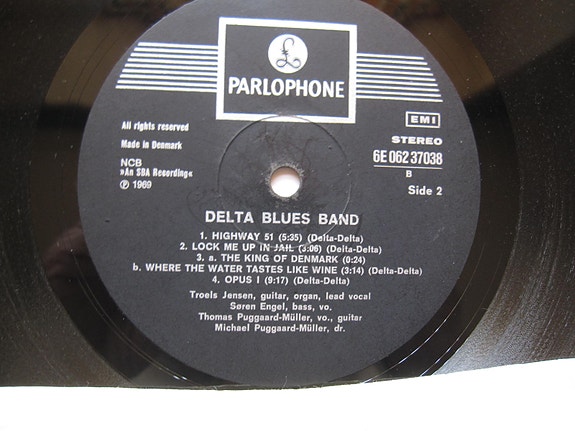 £
PARLOPHONE
EMI
STEREO
6E 062 37038
B
Side 2
All rights reserved
Made in Denmark
NCB
»An SBA Recording«
℗ 1969
DELTA BLUES BAND
1. HIGHWAY 51 (5:35) (Delta-Delta)
2. LOCK ME UP IN JAIL (3:06) (Delta-Delta)
3. a. THE KING OF DENMARK (0:24)
b. WHERE THE WATER TASTES LIKE WINE (3:14) (Delta-Delta)
4. OPUS I (9:17) (Delta-Delta)
Troels Jensen, guitar, organ, lead vocal
Søren Engel, bass, vo.
Thomas Puggaard-Müller, vo., guitar
Michael Puggaard-Müller, dr.